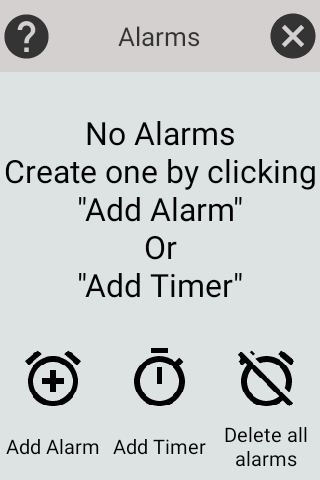 Alarms
No Alarms
Create one by clicking
"Add Alarm"
Or
"Add Timer"
Add Alarm
Add Timer
Delete all
alarms